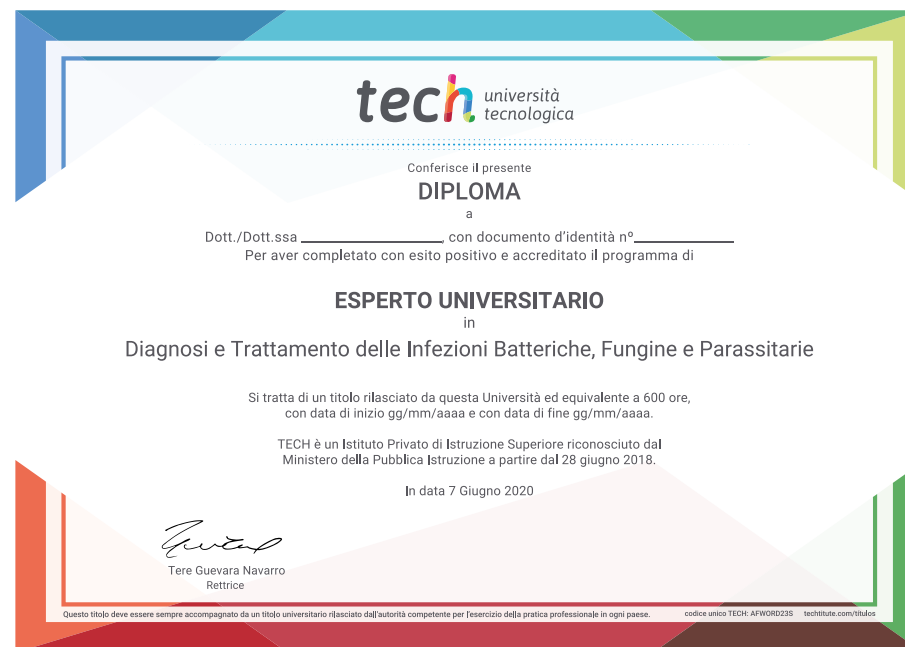 tech università
tecnologica
Conferisce il presente
DIPLOMA
a
Dott./Dott.ssa ____________, con documento d'identità nº_________
Per aver completato con esito positivo e accreditato il programma di
ESPERTO UNIVERSITARIO
in
Diagnosi e Trattamento delle Infezioni Batteriche, Fungine e Parassitarie
Si tratta di un titolo rilasciato da questa Università ed equivalente a 600 ore,
con data di inizio gg/mm/aaaa e con data di fine gg/mm/aaaa.
TECH è un Istituto Privato di Istruzione Superiore riconosciuto dal
Ministero della Pubblica Istruzione a partire dal 28 giugno 2018.
In data 7 Giugno 2020
Tere Guevara Navarro
Rettrice
Questo titolo deve essere sempre accompagnato da un titolo universitario rilasciato dall'autorità competente per l'esercizio della pratica professionale in ogni paese. codice unico TECH: AFWORD23S techtitute.com/titulos